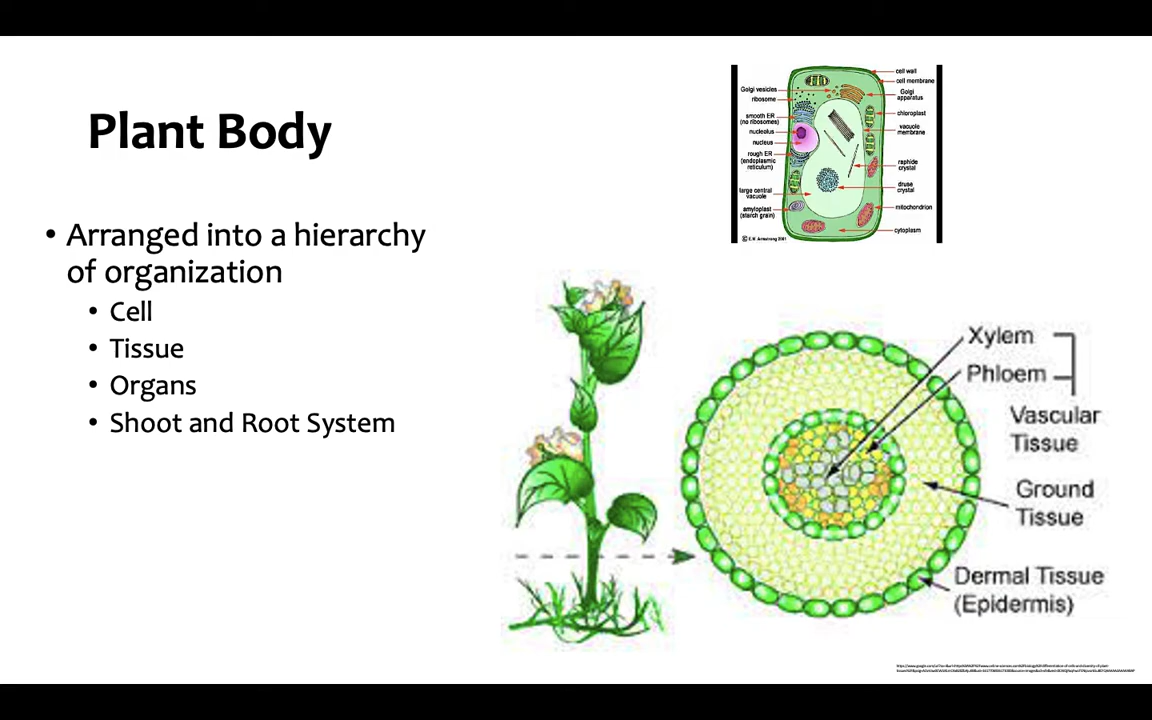 Plant Body
• Arranged into a hierarchy
of organization
• Cell
• Tissue
• Organs
• Shoot and Root System
cell wall
cell membrane
Golgi vesicles
Golgi
apparatus
ribosome
chloroplast
smooth ER
(no ribosomes)
vacuole
membrane
nucleolus
nucleus
rough ER
(endoplasmic
reticulum)
raphide
crystal
druse
crystal
large central
vacuole
amyloplast
(starch grain)
mitochondrion
cytoplasm
Xylem
Phloem
Vascular
Tissue
Ground
Tissue
Dermal Tissue
(Epidermis)